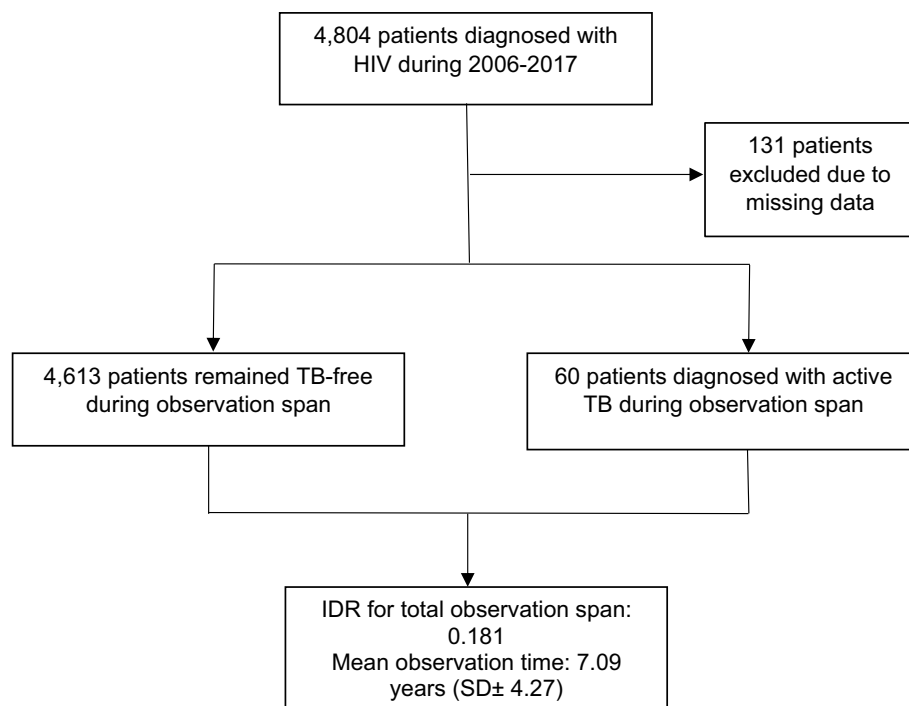 4,804 patients diagnosed with
HIV during 2006-2017
131 patients
excluded due to
missing data
4,613 patients remained TB-free
during observation span
60 patients diagnosed with active
TB during observation span
IDR for total observation span:
0.181
Mean observation time: 7.09
years (SD± 4.27)